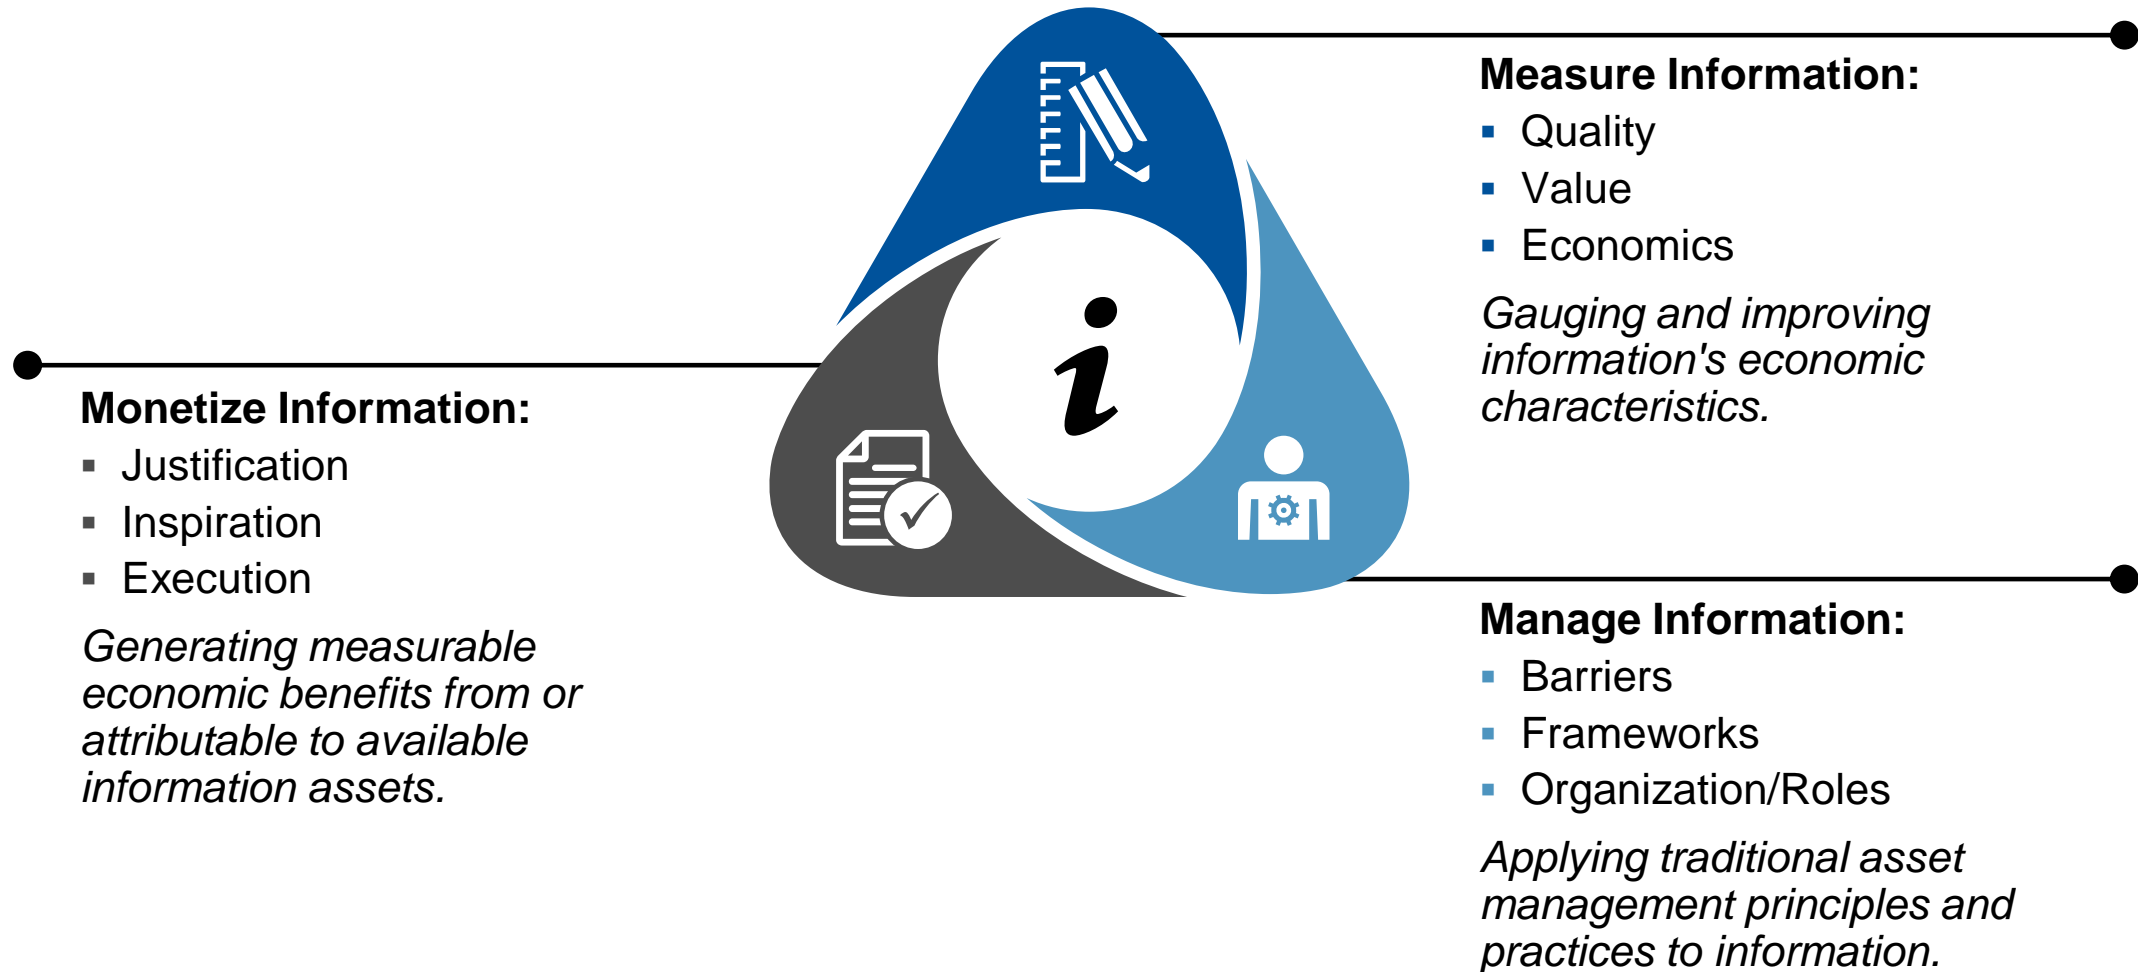 Measure Information:
▪ Quality
▪ Value
▪ Economics
Gauging and improving
information's economic
characteristics.
i
Monetize Information:
▪ Justification
▪ Inspiration
▪ Execution
Generating measurable
economic benefits from or
attributable to available
information assets.
Manage Information:
▪ Barriers
▪ Frameworks
▪ Organization/Roles
Applying traditional asset
management principles and
practices to information.